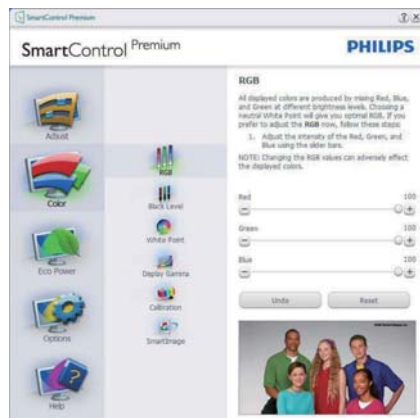 SmartControl Premium
SmartControl Premium
PHILIPS
Adjust
Color
Eco Power
Options
Help
RGB
Black Level
White Point
Display Gamma
Calibration
SmartImage
RGB
All displayed colors are produced by mixing Red, Blue,
and Green at different brightness levels. Choosing a
neutral White Point will give you optimal RGB. If you
prefer to adjust the RGB now, follow these steps:
1. Adjust the intensity of the Red, Green, and
Blue using the slider bars.
NOTE: Changing the RGB values can adversely effect
the displayed colors.
Red 100
Green 100
Blue 100
Undo Reset